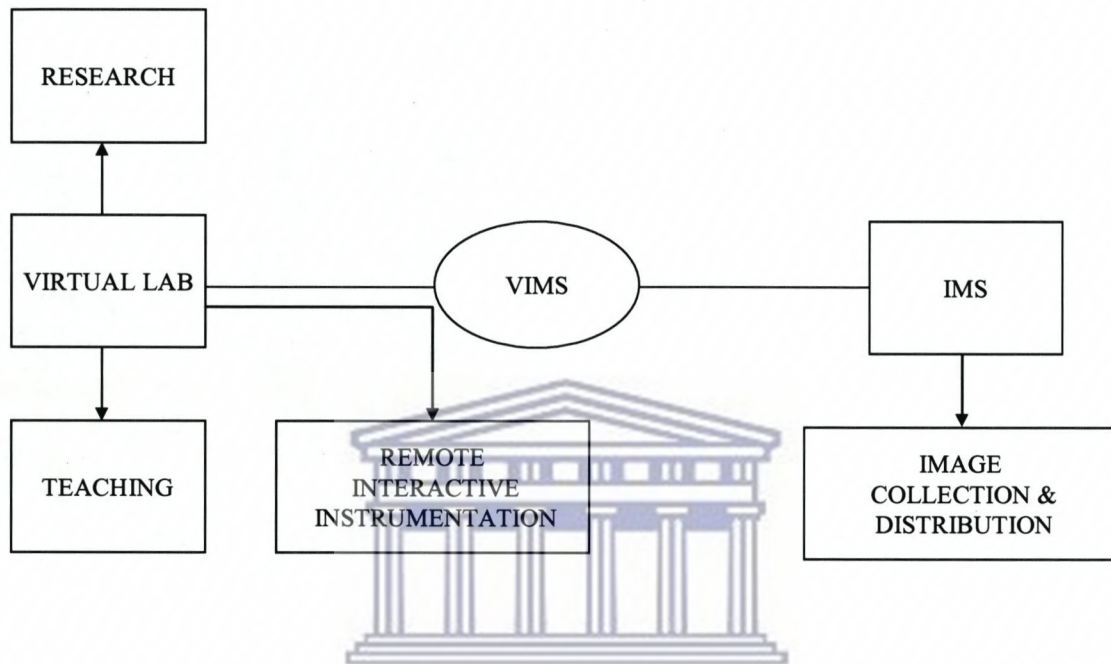 RESEARCH
VIRTUAL LAB
VIMS
IMS
TEACHING
REMOTE
INTERACTIVE
INSTRUMENTATION
IMAGE
COLLECTION &
DISTRIBUTION